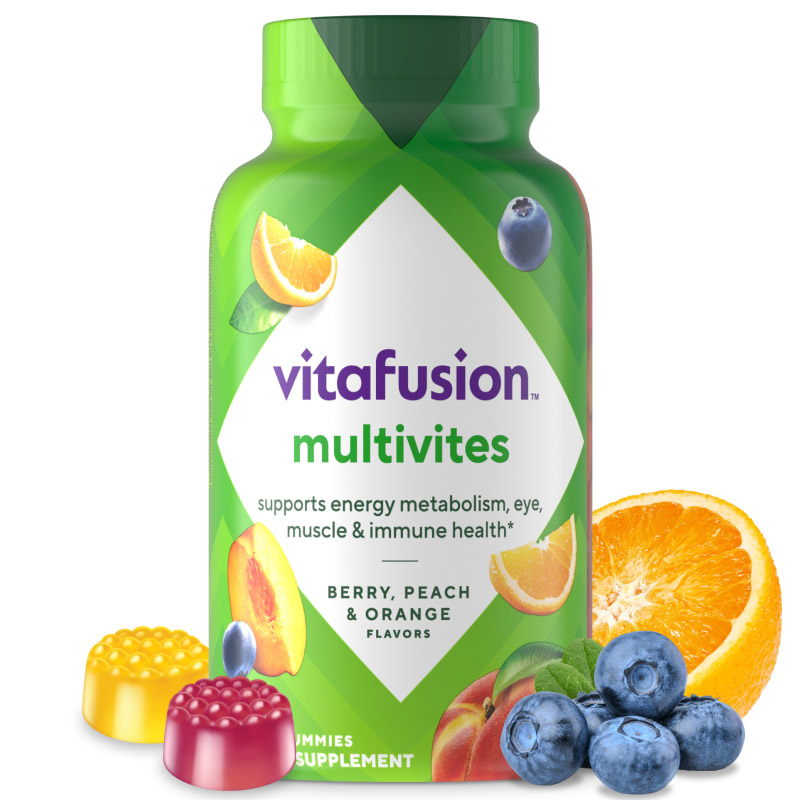 vitafusion™
multivites
supports energy metabolism, eye,
muscle & immune health*
BERRY, PEACH
& ORANGE
FLAVORS
UMMIES
SUPPLEMENT